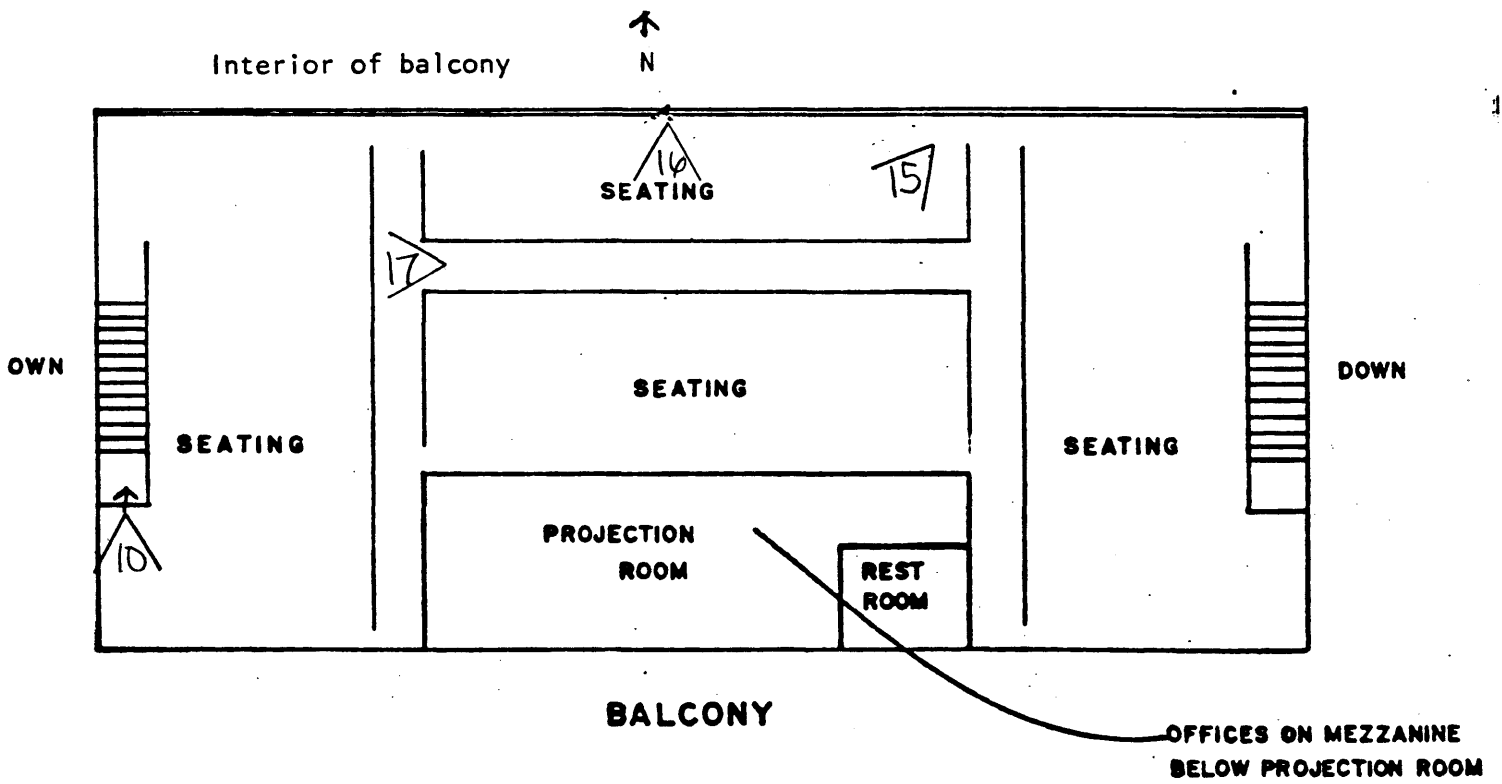 Interior of balcony
N
16
SEATING
15
17
OWN
SEATING
DOWN
SEATING
SEATING
10
PROJECTION
ROOM
REST
ROOM
BALCONY
OFFICES ON MEZZANINE
BELOW PROJECTION ROOM